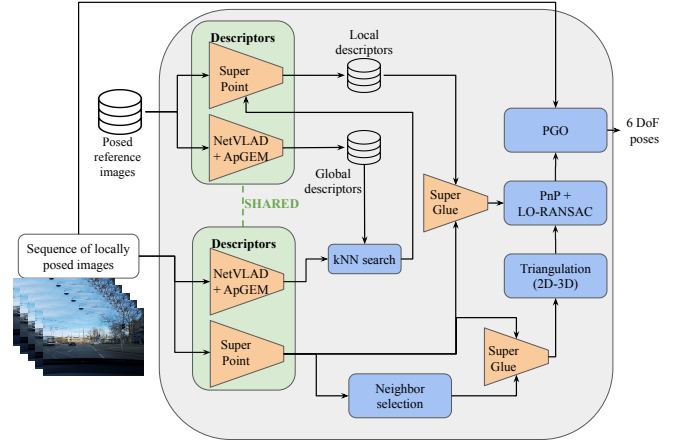 Descriptors
Super
Point
NetVLAD
+ ApGEM
Local
descriptors
Global
descriptors
Posed
reference
images
SHARED
Sequence of locally
posed images
Descriptors
NetVLAD
+ ApGEM
Super
Point
kNN search
Neighbor
selection
Super
Glue
Super
Glue
Triangulation
(2D-3D)
PnP +
LO-RANSAC
PGO
6 DoF
poses